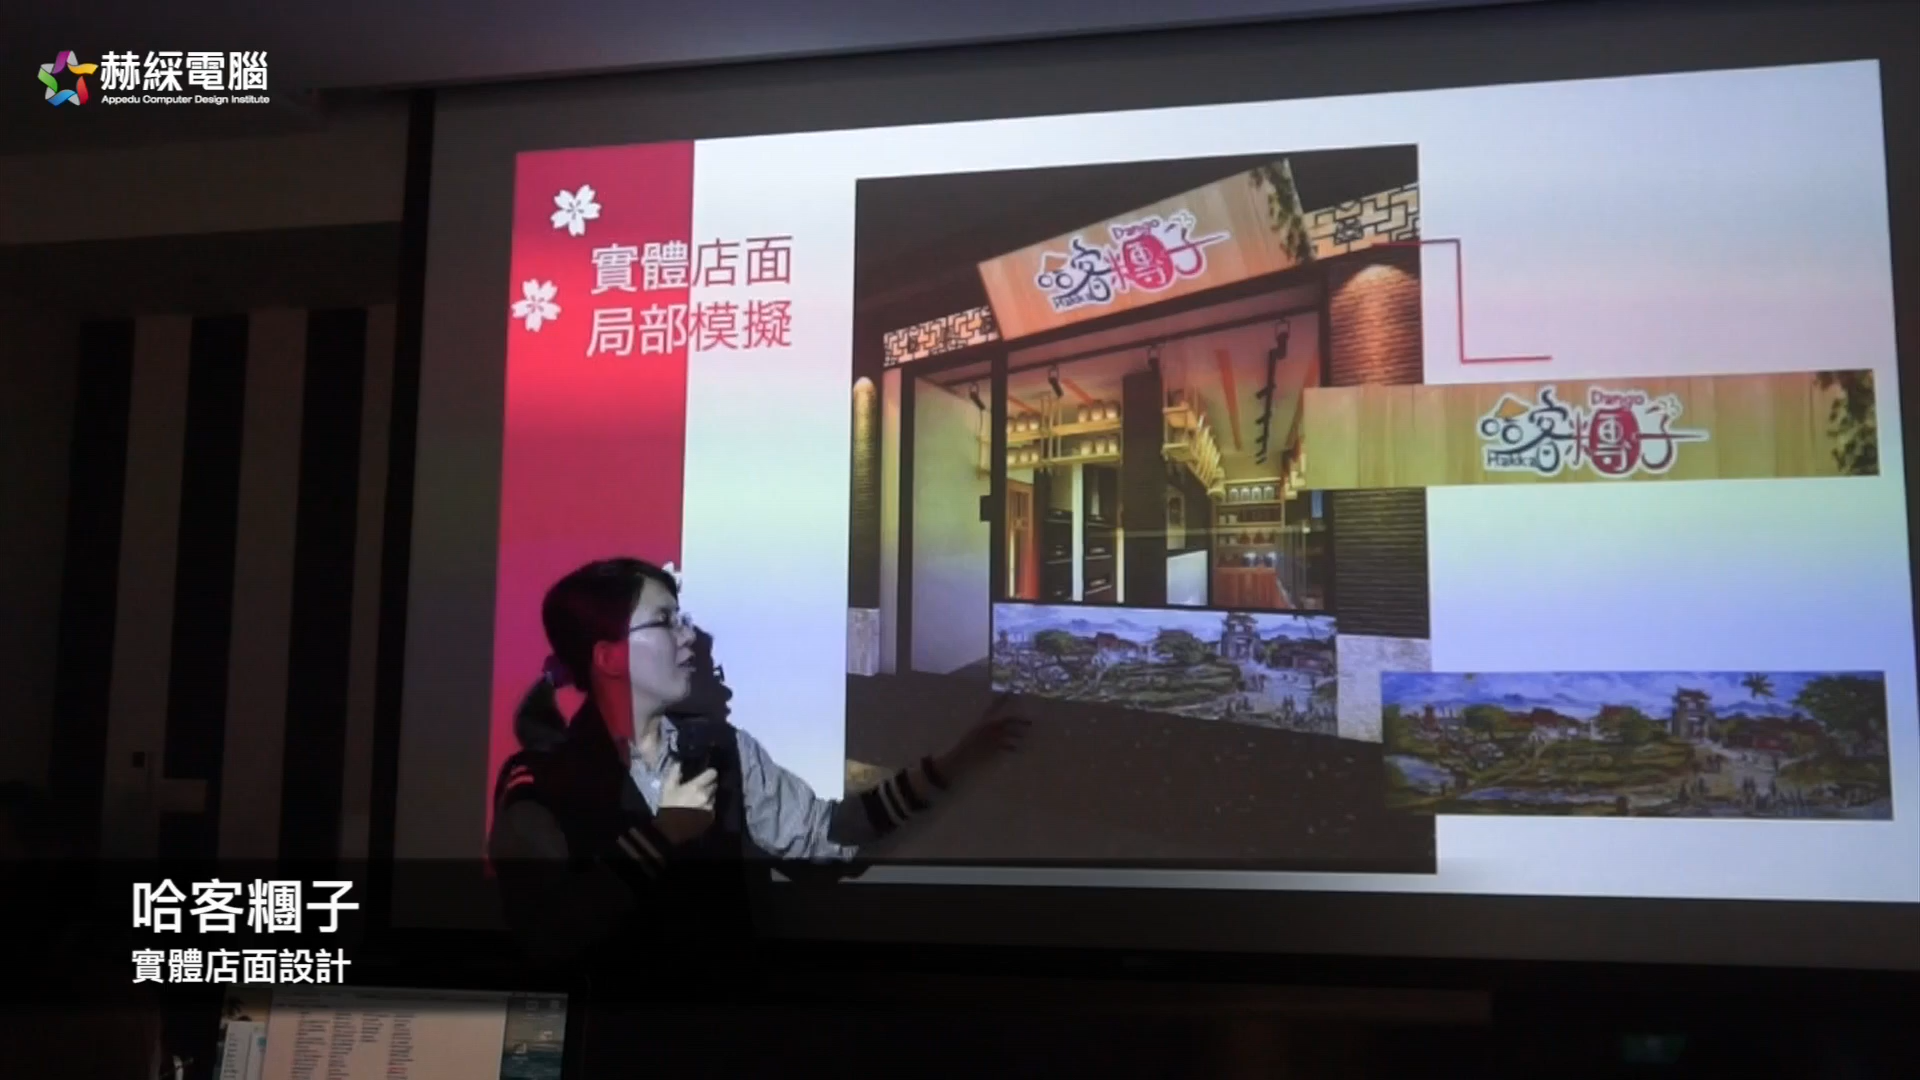 赫綵電腦
Appedu Computer Design Institute
實體店面
局部模擬
Dango
哈客糰子
Hakka
Dango
哈客糰子
Hakka
哈客糰子
實體店面設計